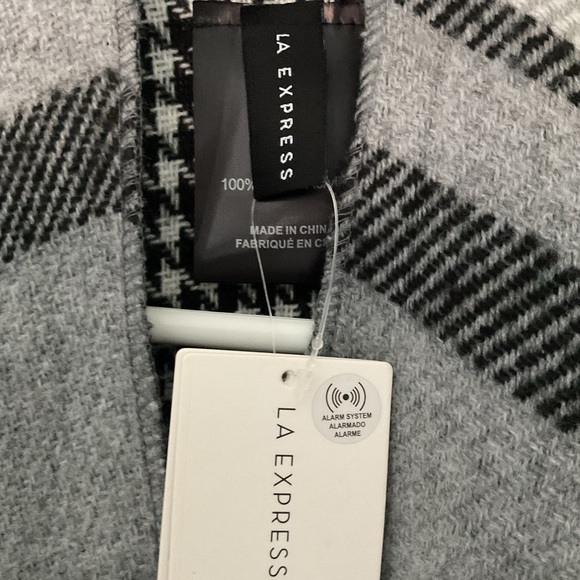 LA EXPRESS
100%
MADE IN CHINA
FABRIQUÉ EN
ALARM SYSTEM
ALARMADO
ALARME
LA EXPRESS